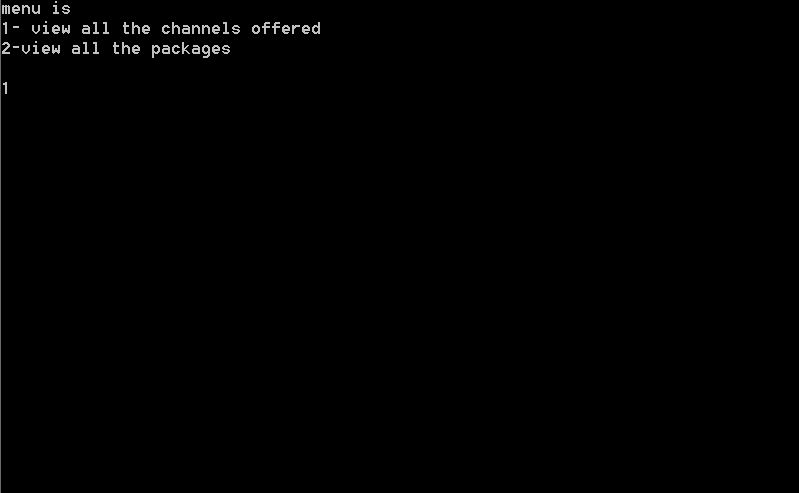 menu is
1- view all the channels offered
2-view all the packages
1